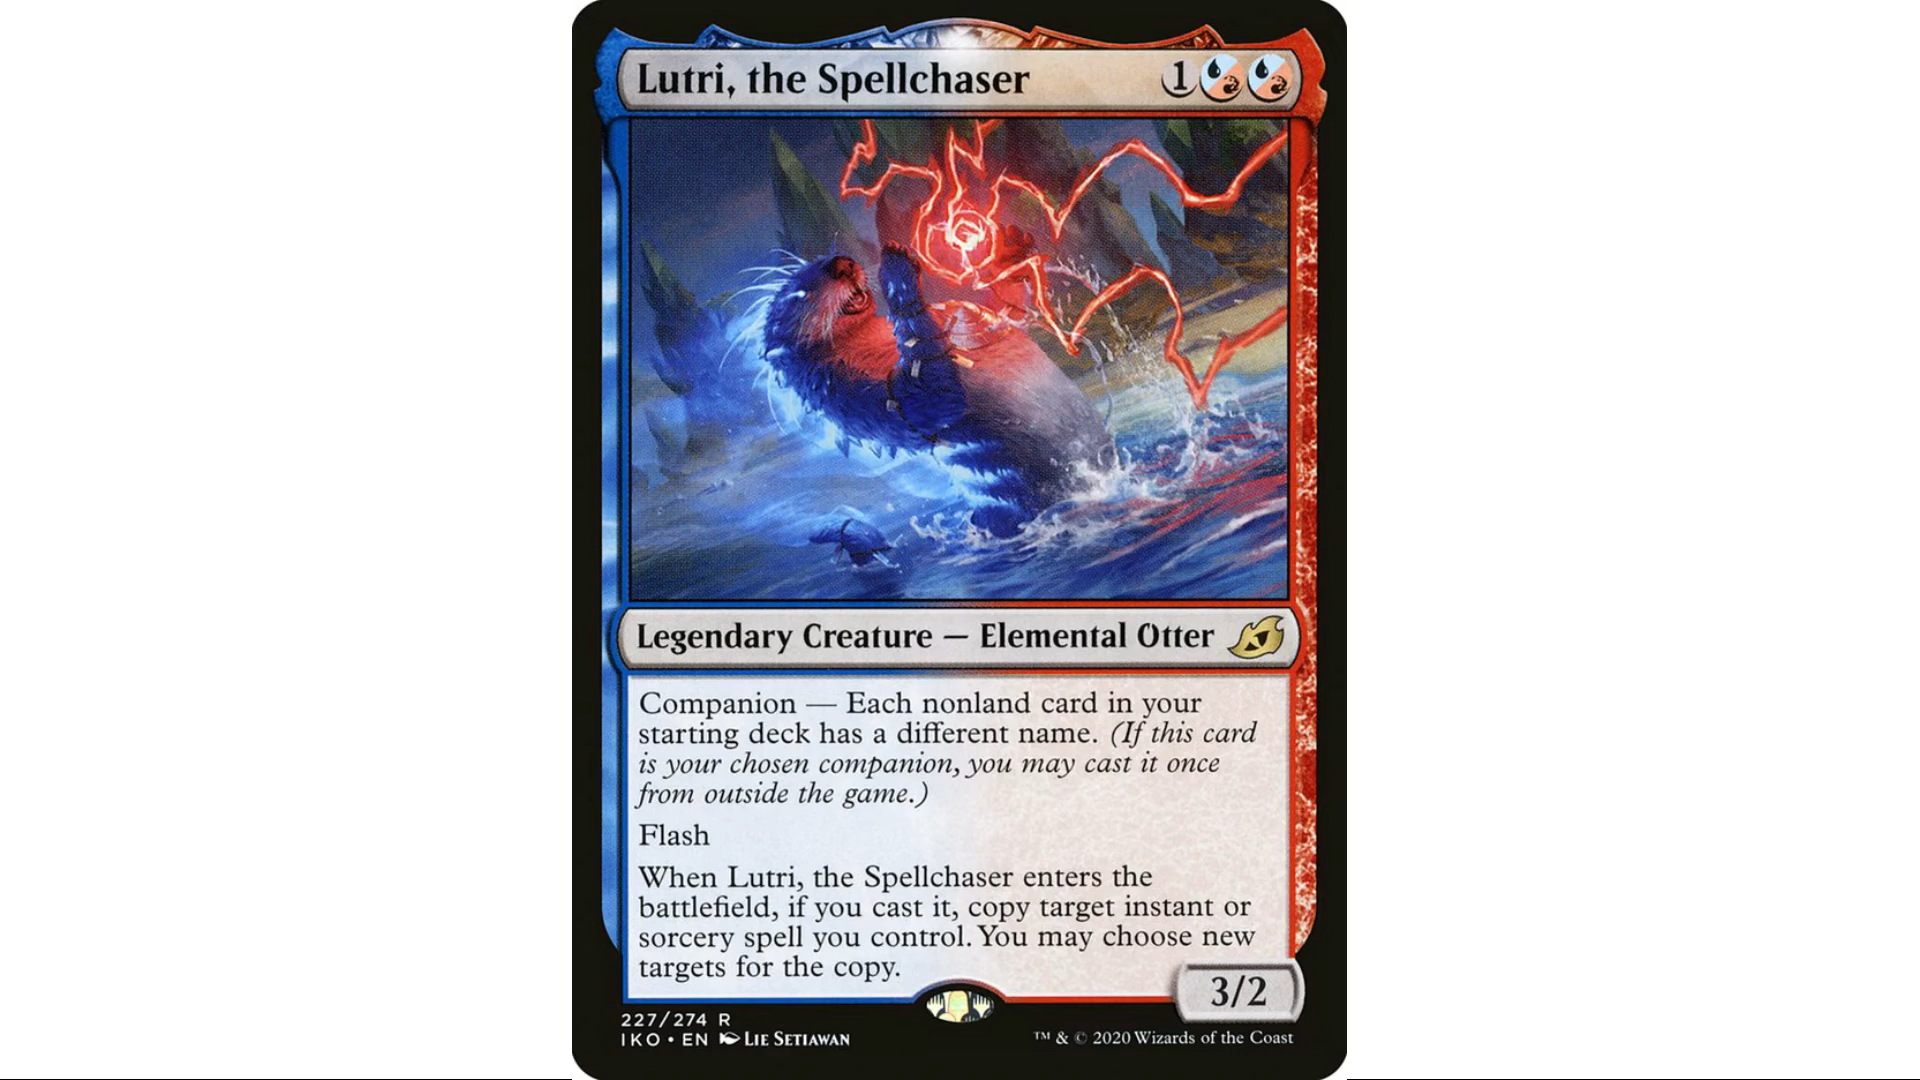 Lutri, the Spellchaser 1
Legendary Creature — Elemental Otter
Companion — Each nonland card in your
starting deck has a different name. (If this card
is your chosen companion, you may cast it once
from outside the game.)
Flash
When Lutri, the Spellchaser enters the
battlefield, if you cast it, copy target instant or
sorcery spell you control. You may choose new
targets for the copy.
3/2
227/274 R
IKO • EN Lie Setiawan
™ & © 2020 Wizards of the Coast